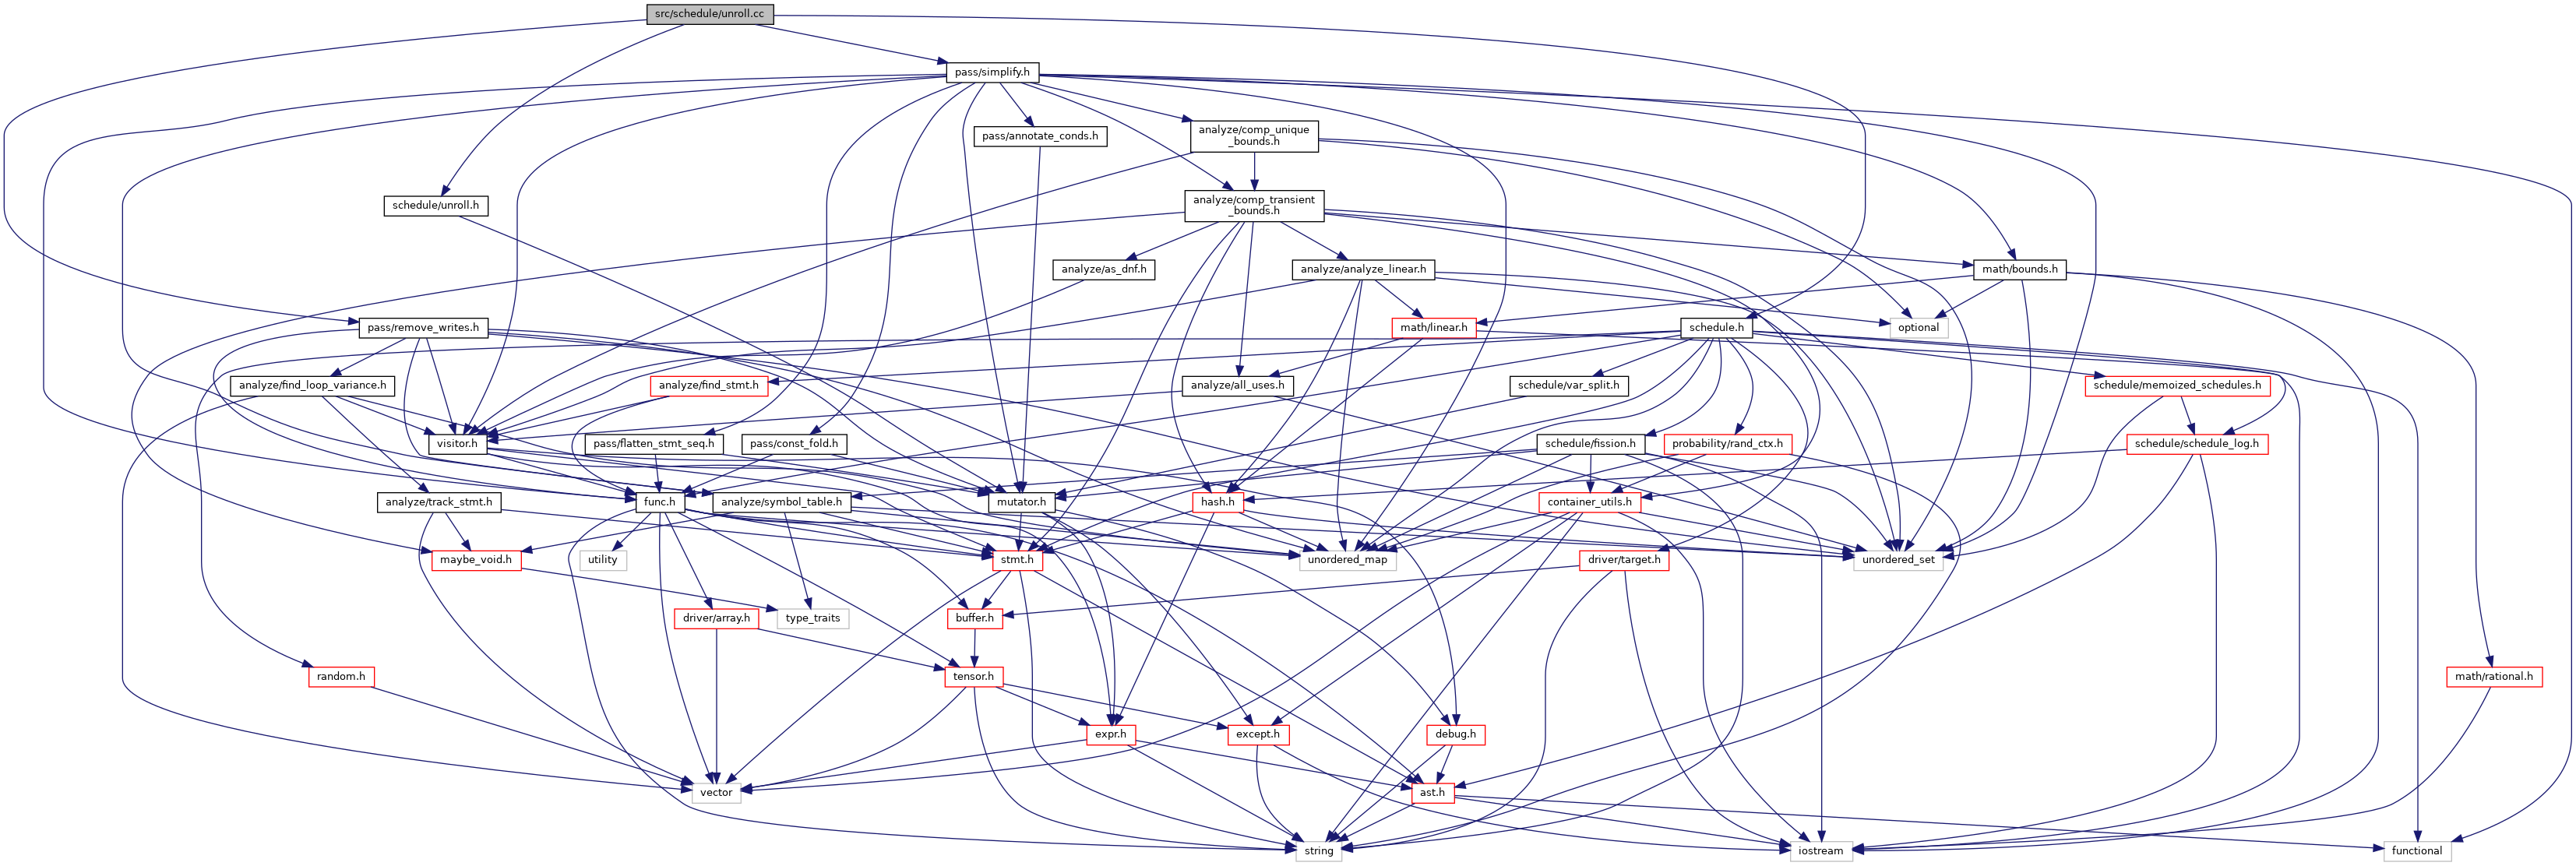 src/schedule/unroll.cc
pass/simplify.h
pass/annotate_conds.h
analyze/comp_unique
_bounds.h
schedule/unroll.h
analyze/comp_transient
_bounds.h
analyze/as_dnf.h
analyze/analyze_linear.h
math/bounds.h
pass/remove_writes.h
math/linear.h
schedule.h
optional
analyze/find_loop_variance.h
analyze/find_stmt.h
analyze/all_uses.h
schedule/var_split.h
schedule/memoized_schedules.h
visitor.h
pass/flatten_stmt_seq.h
pass/const_fold.h
schedule/fission.h
probability/rand_ctx.h
schedule/schedule_log.h
analyze/track_stmt.h
func.h
analyze/symbol_table.h
mutator.h
hash.h
container_utils.h
maybe_void.h
utility
stmt.h
unordered_map
driver/target.h
unordered_set
driver/array.h
type_traits
buffer.h
random.h
tensor.h
math/rational.h
expr.h
except.h
debug.h
vector
ast.h
string
iostream
functional